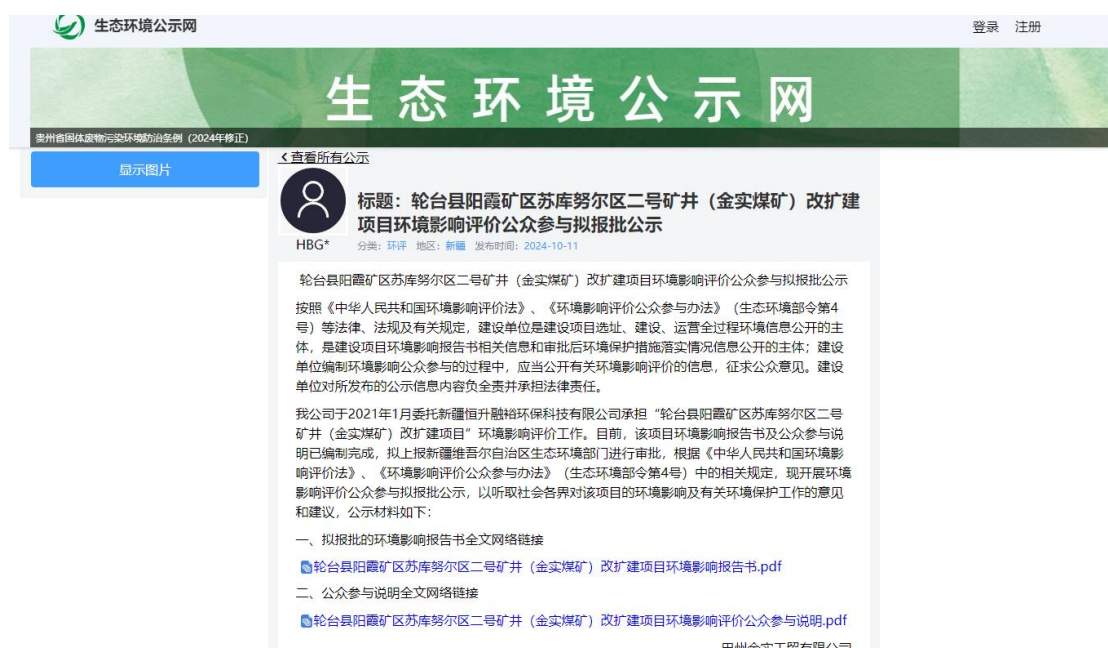 生态环境公示网
登录 注册
生态环境公示网
贵州省固体废物污染环境防治条例（2024年修正）
显示图片
<查看所有公示
标题：轮台县阳霞矿区苏库努尔区二号矿井（金实煤矿）改扩建
项目环境影响评价公众参与拟报批公示
HBG*
分类：环评 地区：新疆 发布时间：2024-10-11
轮台县阳霞矿区苏库努尔区二号矿井（金实煤矿）改扩建项目环境影响评价公众参与拟报批公示
按照《中华人民共和国环境影响评价法》、《环境影响评价公众参与办法》（生态环境部令第4
号）等法律、法规及有关规定，建设单位是建设项目选址、建设、运营全过程环境信息公开的主
体，是建设项目环境影响报告书相关信息和审批后环境保护措施落实情况信息公开的主体；建设
单位编制环境影响公众参与的过程中，应当公开有关环境影响评价的信息，征求公众意见。建设
单位对所发布的公示信息内容负全责并承担法律责任。
我公司于2021年1月委托新疆恒升融裕环保科技有限公司承担“轮台县阳霞矿区苏库努尔区二号
矿井（金实煤矿）改扩建项目”环境影响评价工作。目前，该项目环境影响报告书及公众参与说
明已编制完成，拟上报新疆维吾尔自治区生态环境部门进行审批，根据《中华人民共和国环境影
响评价法》、《环境影响评价公众参与办法》（生态环境部令第4号）中的相关规定，现开展环境
影响评价公众参与拟报批公示，以听取社会各界对该项目的环境影响及有关环境保护工作的意见
和建议，公示材料如下：
一、拟报批的环境影响报告书全文网络链接
轮台县阳霞矿区苏库努尔区二号矿井（金实煤矿）改扩建项目环境影响报告书.pdf
二、公众参与说明全文网络链接
轮台县阳霞矿区苏库努尔区二号矿井（金实煤矿）改扩建项目环境影响评价公众参与说明.pdf